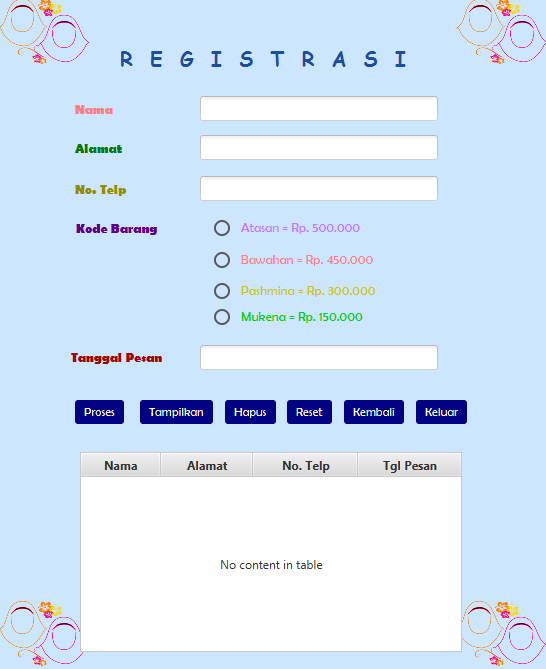 REGISTRASI
Nama
Alamat
No. Telp
Kode Barang
Atasan = Rp. 500.000
Bawahan = Rp. 450.000
Pashmina = Rp. 300.000
Mukena = Rp. 150.000
Tanggal Pesan
Proses Tampilkan Hapus Reset Kembali Keluar
Nama Alamat No. Telp Tgl Pesan
No content in table